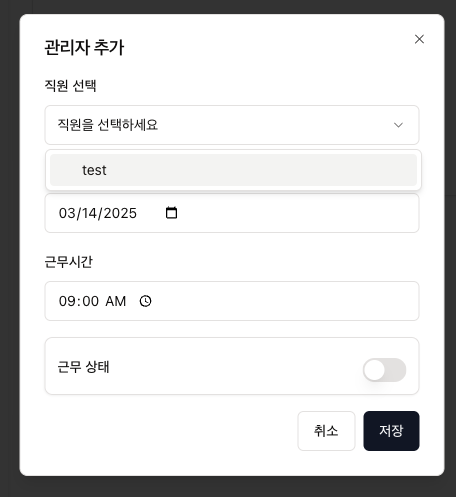 관리자 추가
직원 선택
직원을 선택하세요
test
03/14/2025
근무시간
09:00 AM
근무 상태
취소
저장